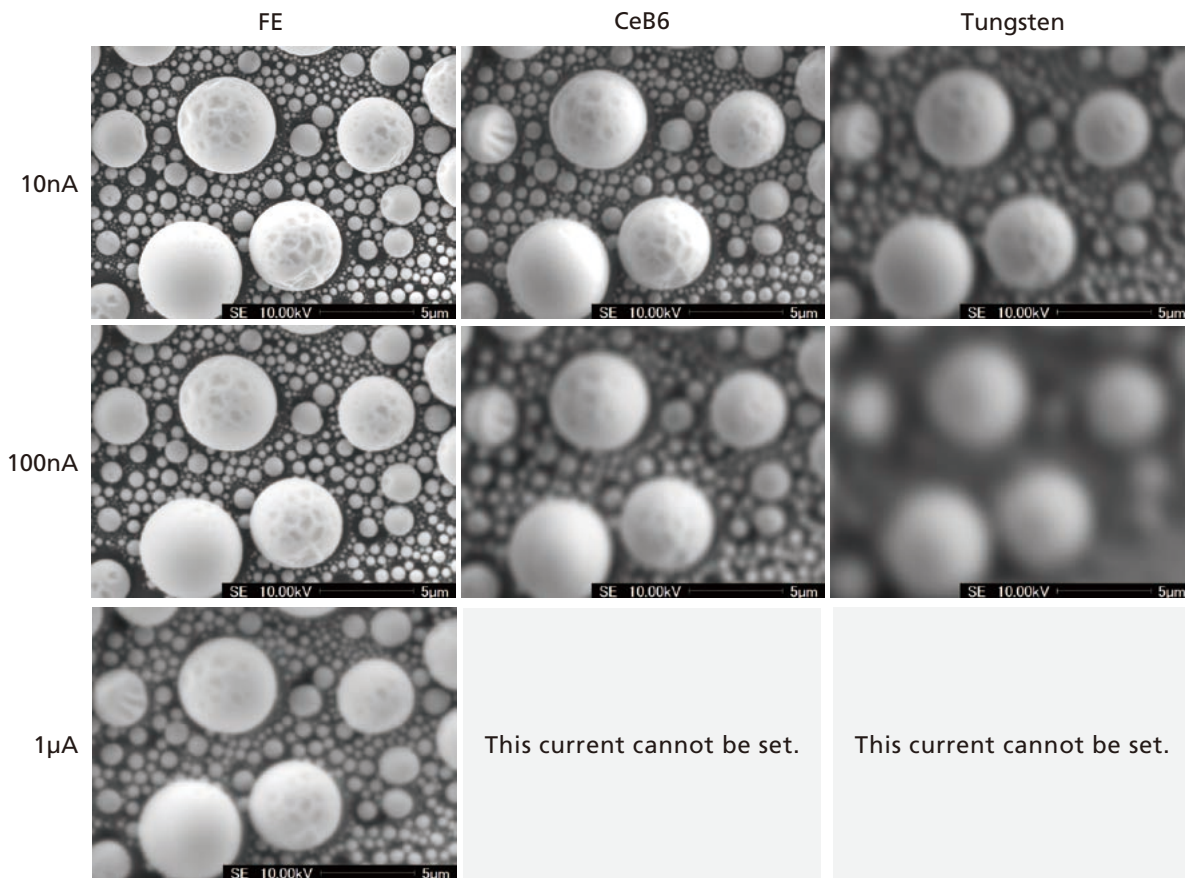 FE CeB6 Tungsten
10nA
SE 10.00kV 5µm SE 10.00kV 5µm SE 10.00kV 5µm
100nA
SE 10.00kV 5µm SE 10.00kV 5µm SE 10.00kV 5µm
1µA
This current cannot be set. This current cannot be set.
SE 10.00kV 5µm